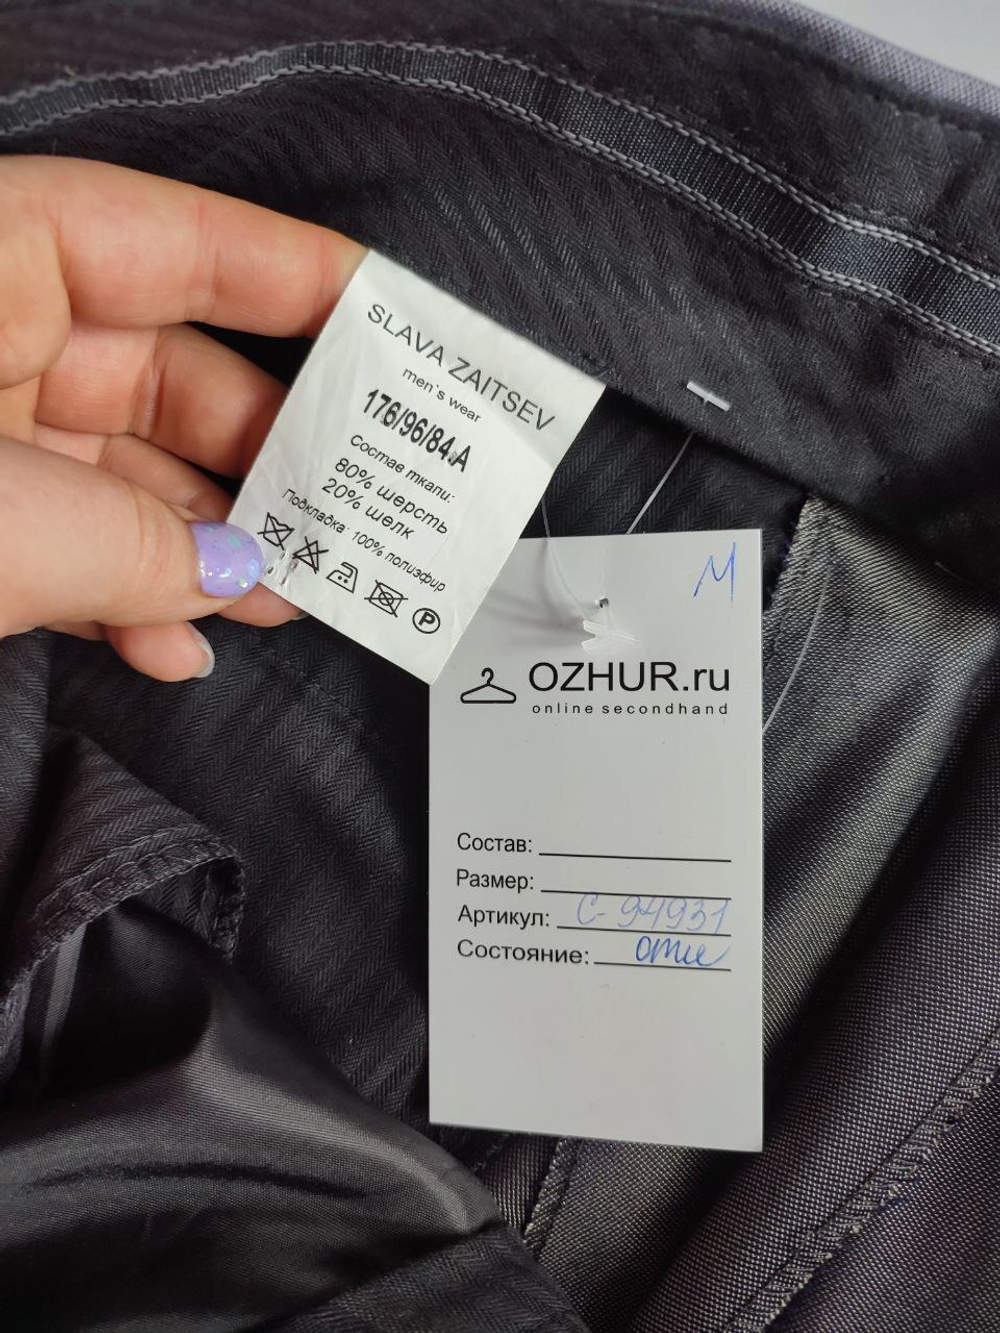 SLAVA ZAITSEV
men`s wear
176/96/84.A
Состав ткани:
80% шерсть
20% шелк
Подкладка: 100% полиэфир
P
М
OZHUR.ru
online secondhand
Состав:
Размер:
Артикул: С-94931
Состояние: отл